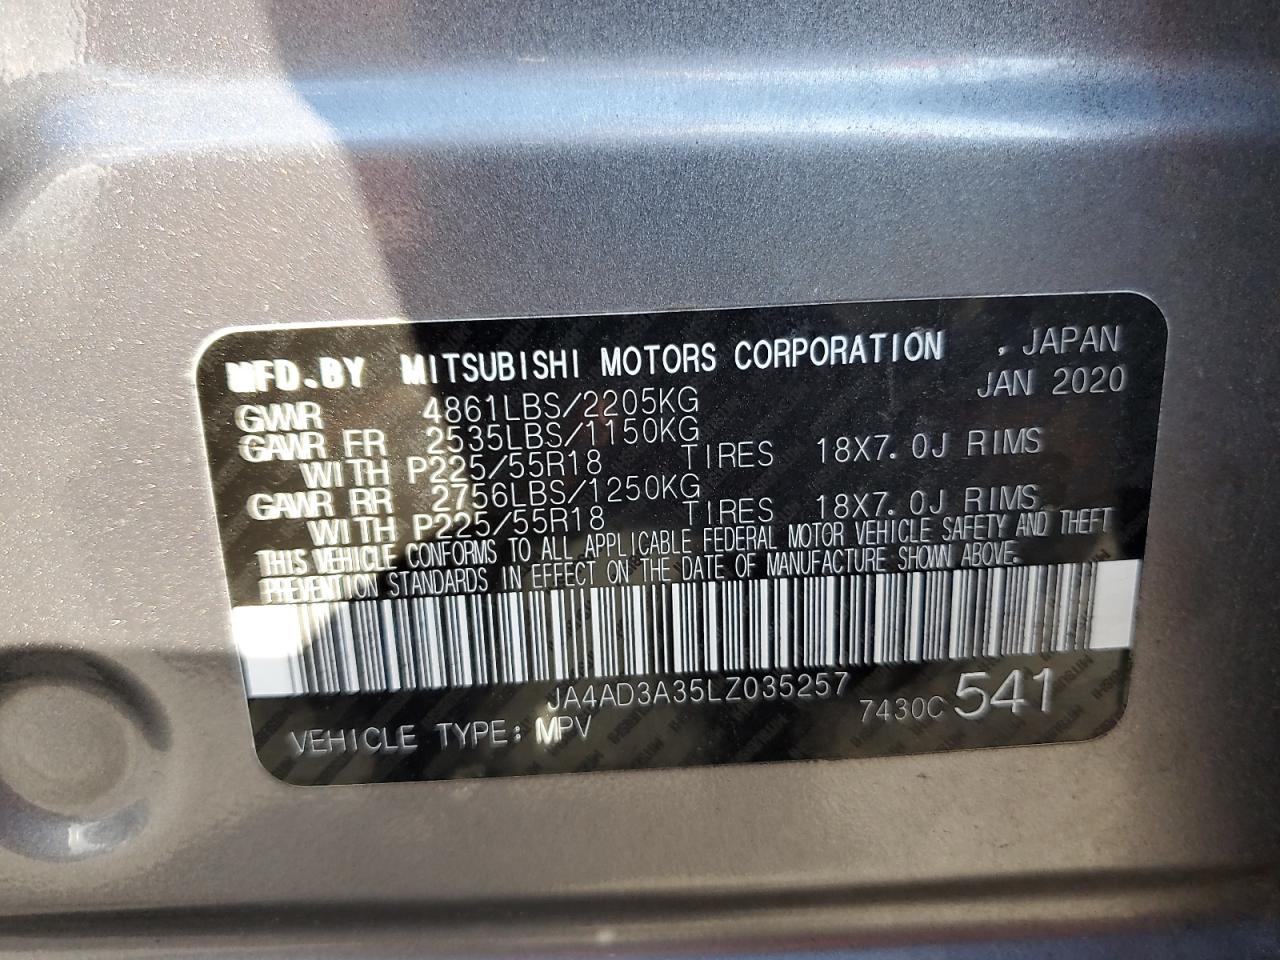 MFD.BY MITSUBISHI MOTORS CORPORATION , JAPAN
JAN 2020
GVWR 4861LBS/2205KG
GAWR FR 2535LBS/1150KG
WITH P225/55R18 TIRES 18X7.0J RIMS
GAWR RR 2756LBS/1250KG
WITH P225/55R18 TIRES 18X7.0J RIMS
THIS VEHICLE CONFORMS TO ALL APPLICABLE FEDERAL MOTOR VEHICLE SAFETY AND THEFT
PREVENTION STANDARDS IN EFFECT ON THE DATE OF MANUFACTURE SHOWN ABOVE.
JA4AD3A35LZ035257
7430C 541
VEHICLE TYPE: MPV